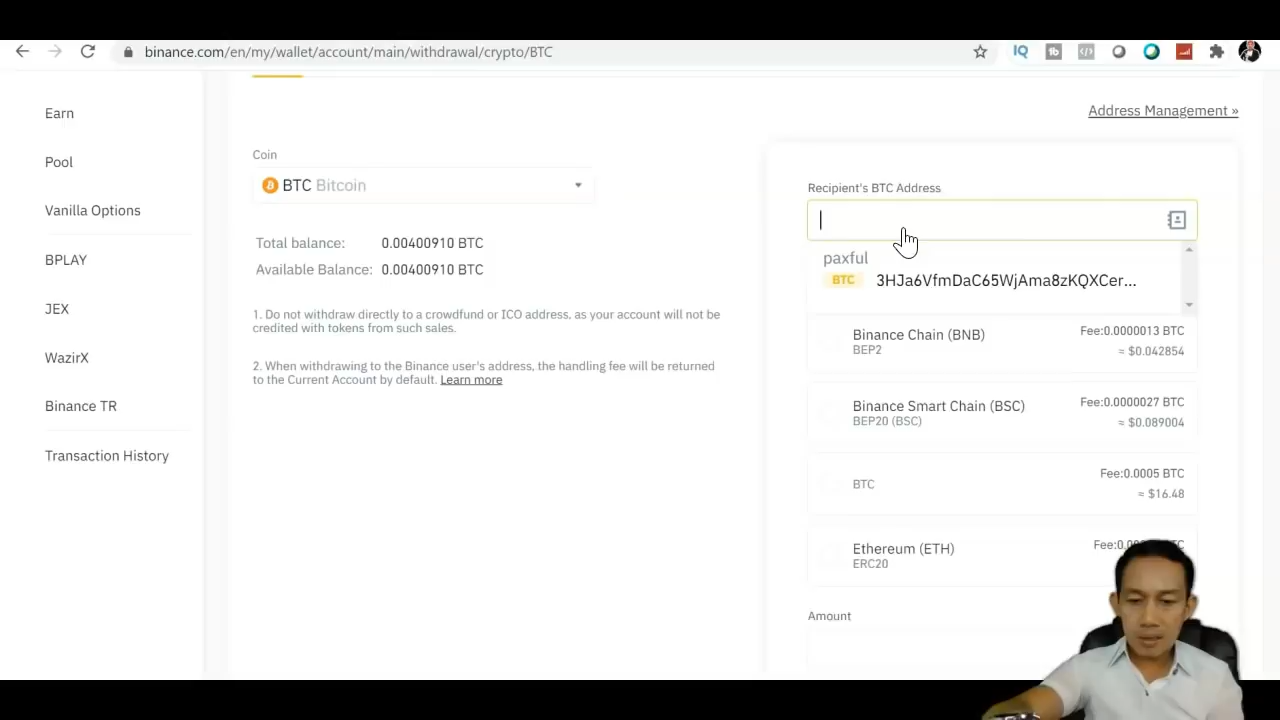 binance.com/en/my/wallet/account/main/withdrawal/crypto/BTC
IQ
tb
Earn
Pool
Vanilla Options
BPLAY
JEX
WazirX
Binance TR
Transaction History
Address Management »
Coin
BTC Bitcoin
Total balance: 0.00400910 BTC
Available Balance: 0.00400910 BTC
1. Do not withdraw directly to a crowdfund or ICO address, as your account will not be
credited with tokens from such sales.
2. When withdrawing to the Binance user's address, the handling fee will be returned
to the Current Account by default. Learn more
Recipient's BTC Address
paxful
BTC 3HJa6VfmDaC65WjAma8zKQXCer...
Binance Chain (BNB) Fee:0.0000013 BTC
BEP2 ≈ $0.042854
Binance Smart Chain (BSC) Fee:0.0000027 BTC
BEP20 (BSC) ≈ $0.089004
BTC Fee:0.0005 BTC
≈ $16.48
Ethereum (ETH) Fee: BTC
ERC20
Amount